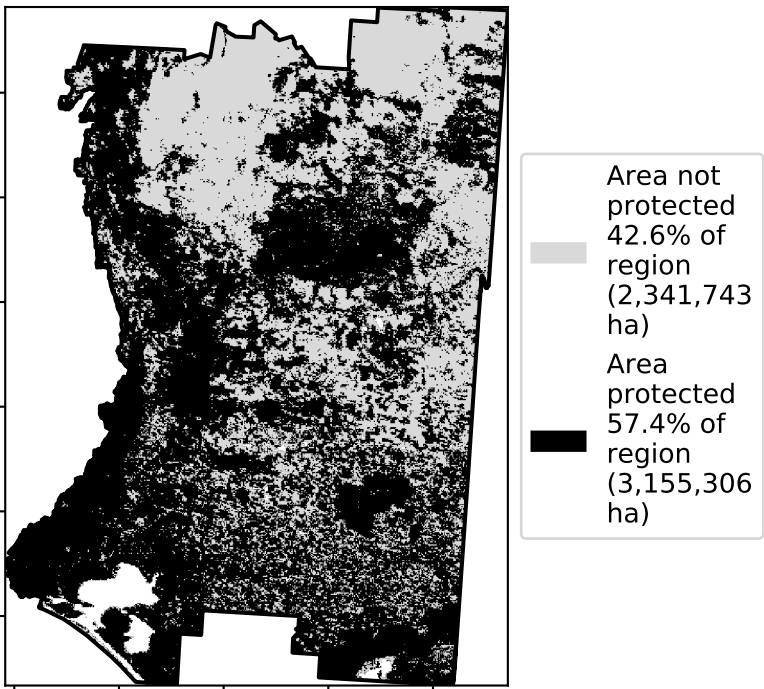 Area not
protected
42.6% of
region
(2,341,743
ha)
Area
protected
57.4% of
region
(3,155,306
ha)